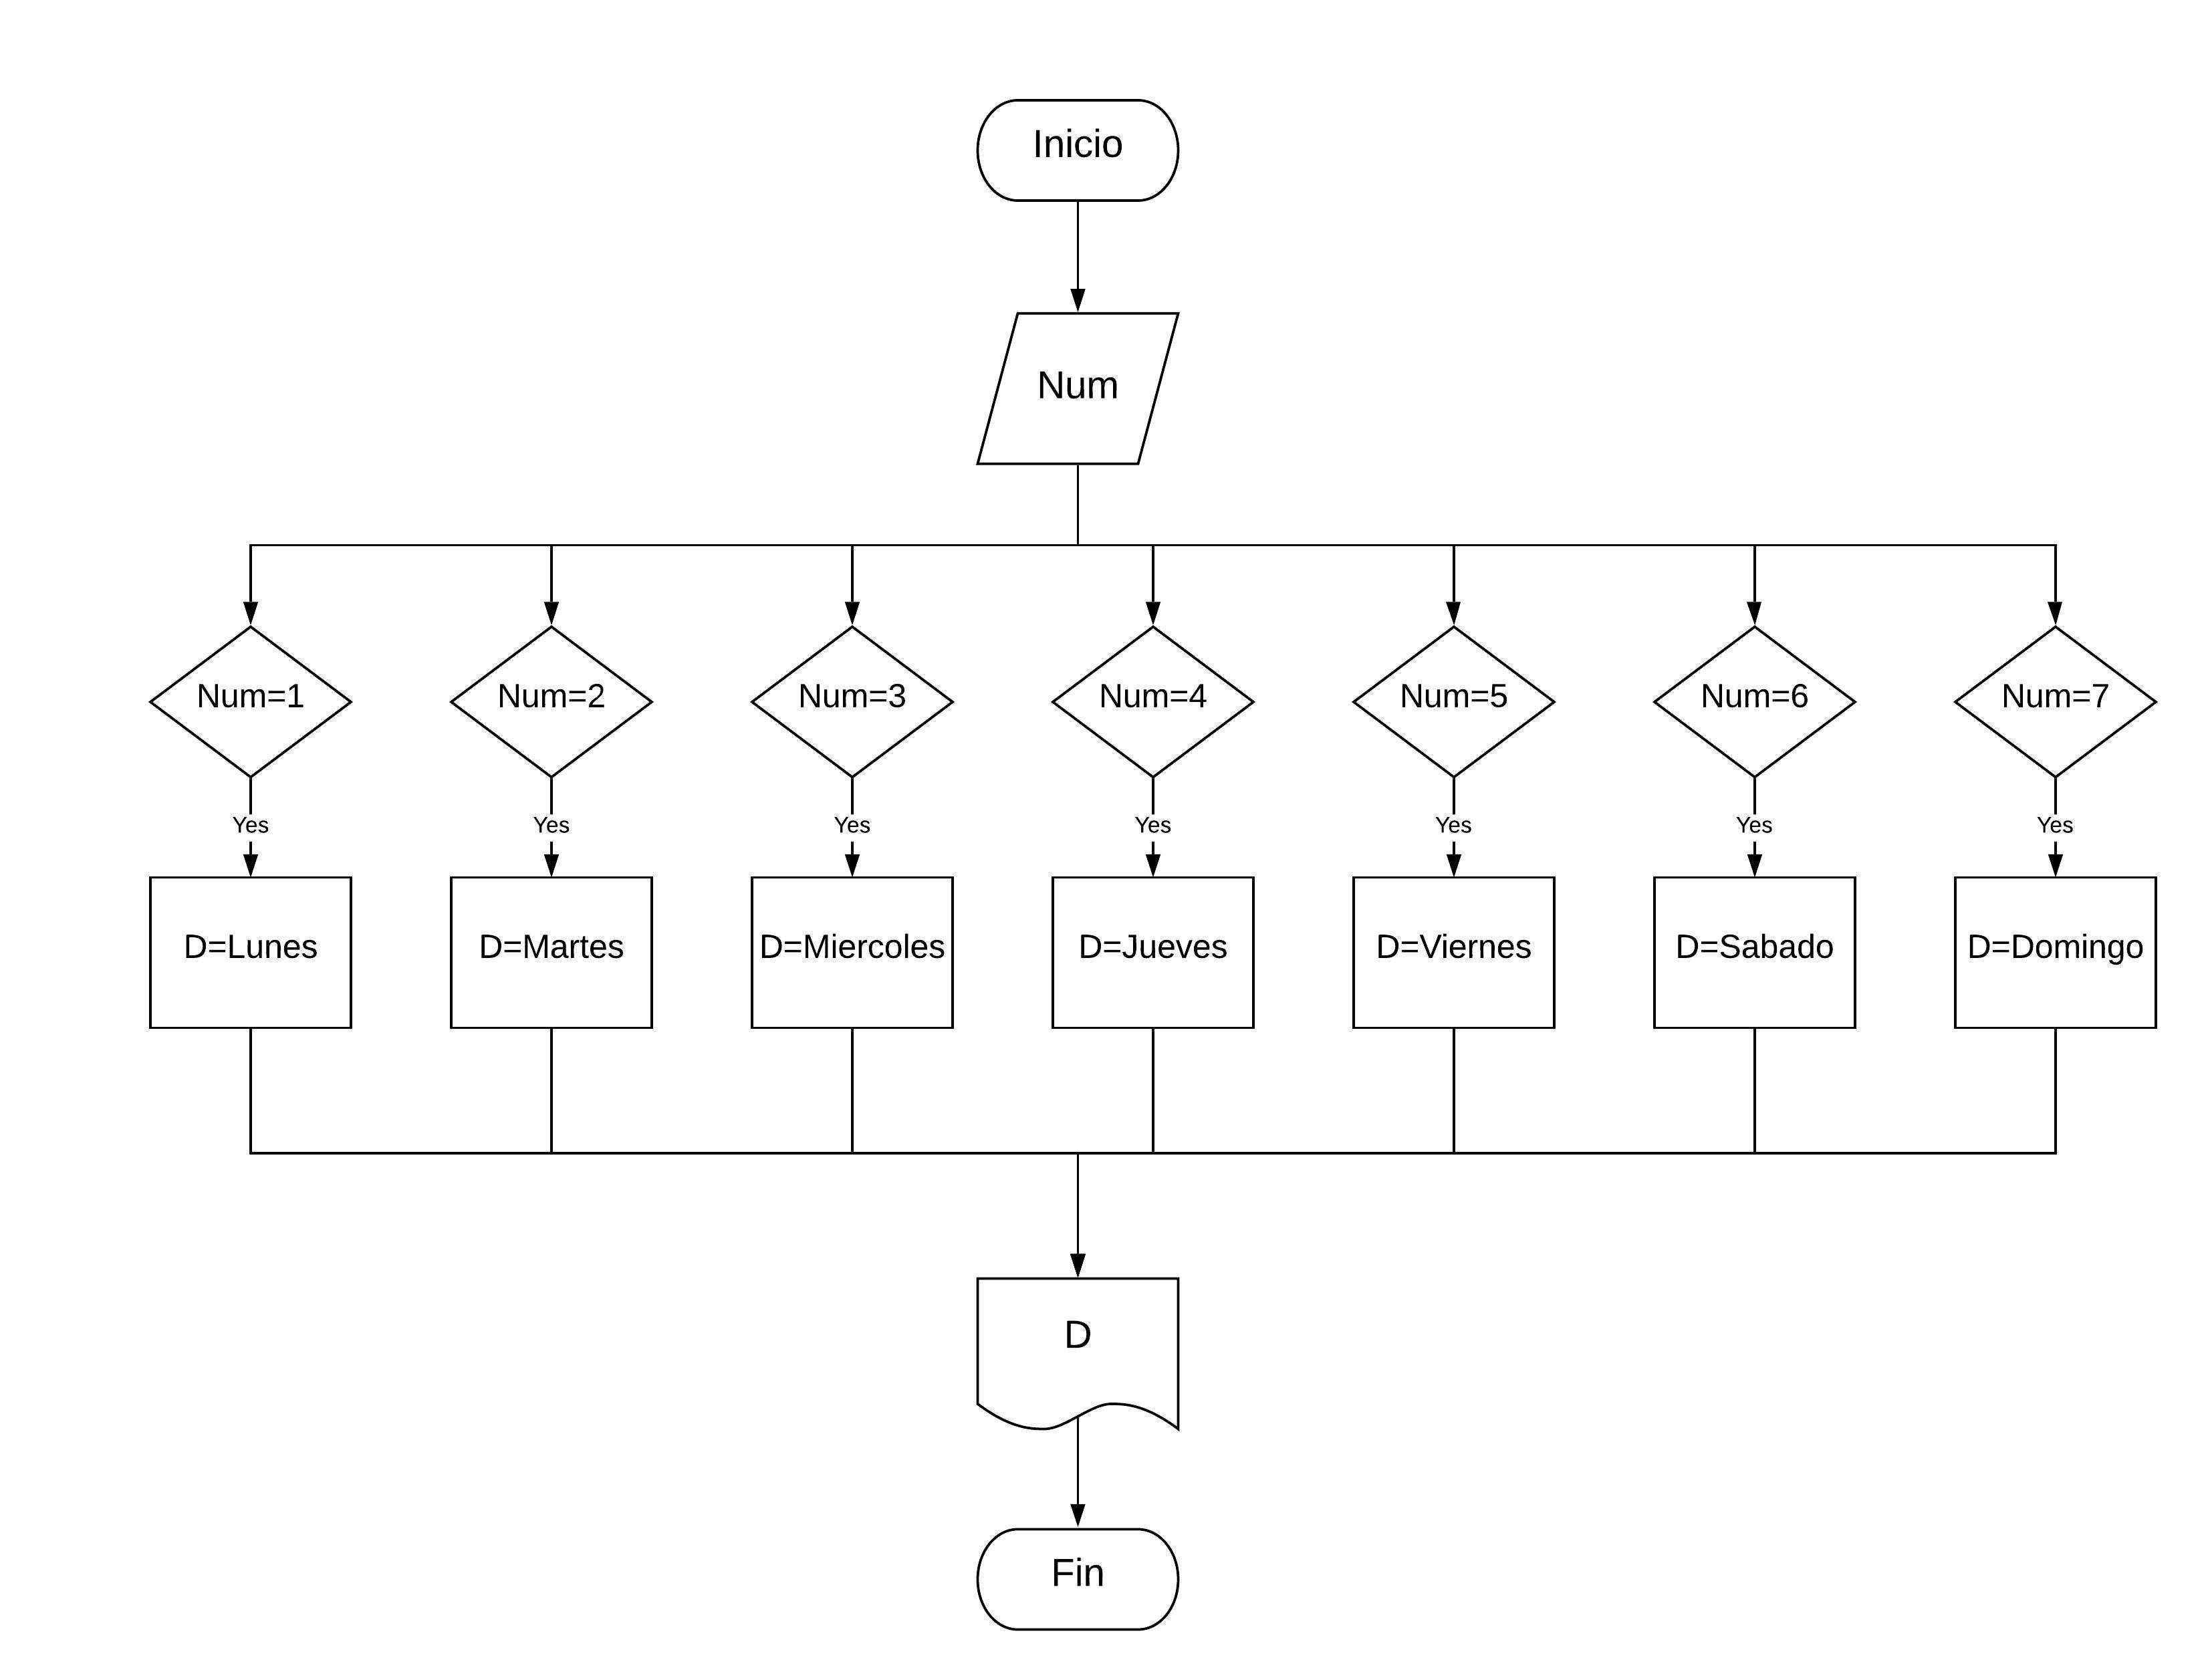 Inicio
Num
Num=1
Num=2
Num=3
Num=4
Num=5
Num=6
Num=7
Yes
Yes
Yes
Yes
Yes
Yes
Yes
D=Lunes
D=Martes
D=Miercoles
D=Jueves
D=Viernes
D=Sabado
D=Domingo
D
Fin